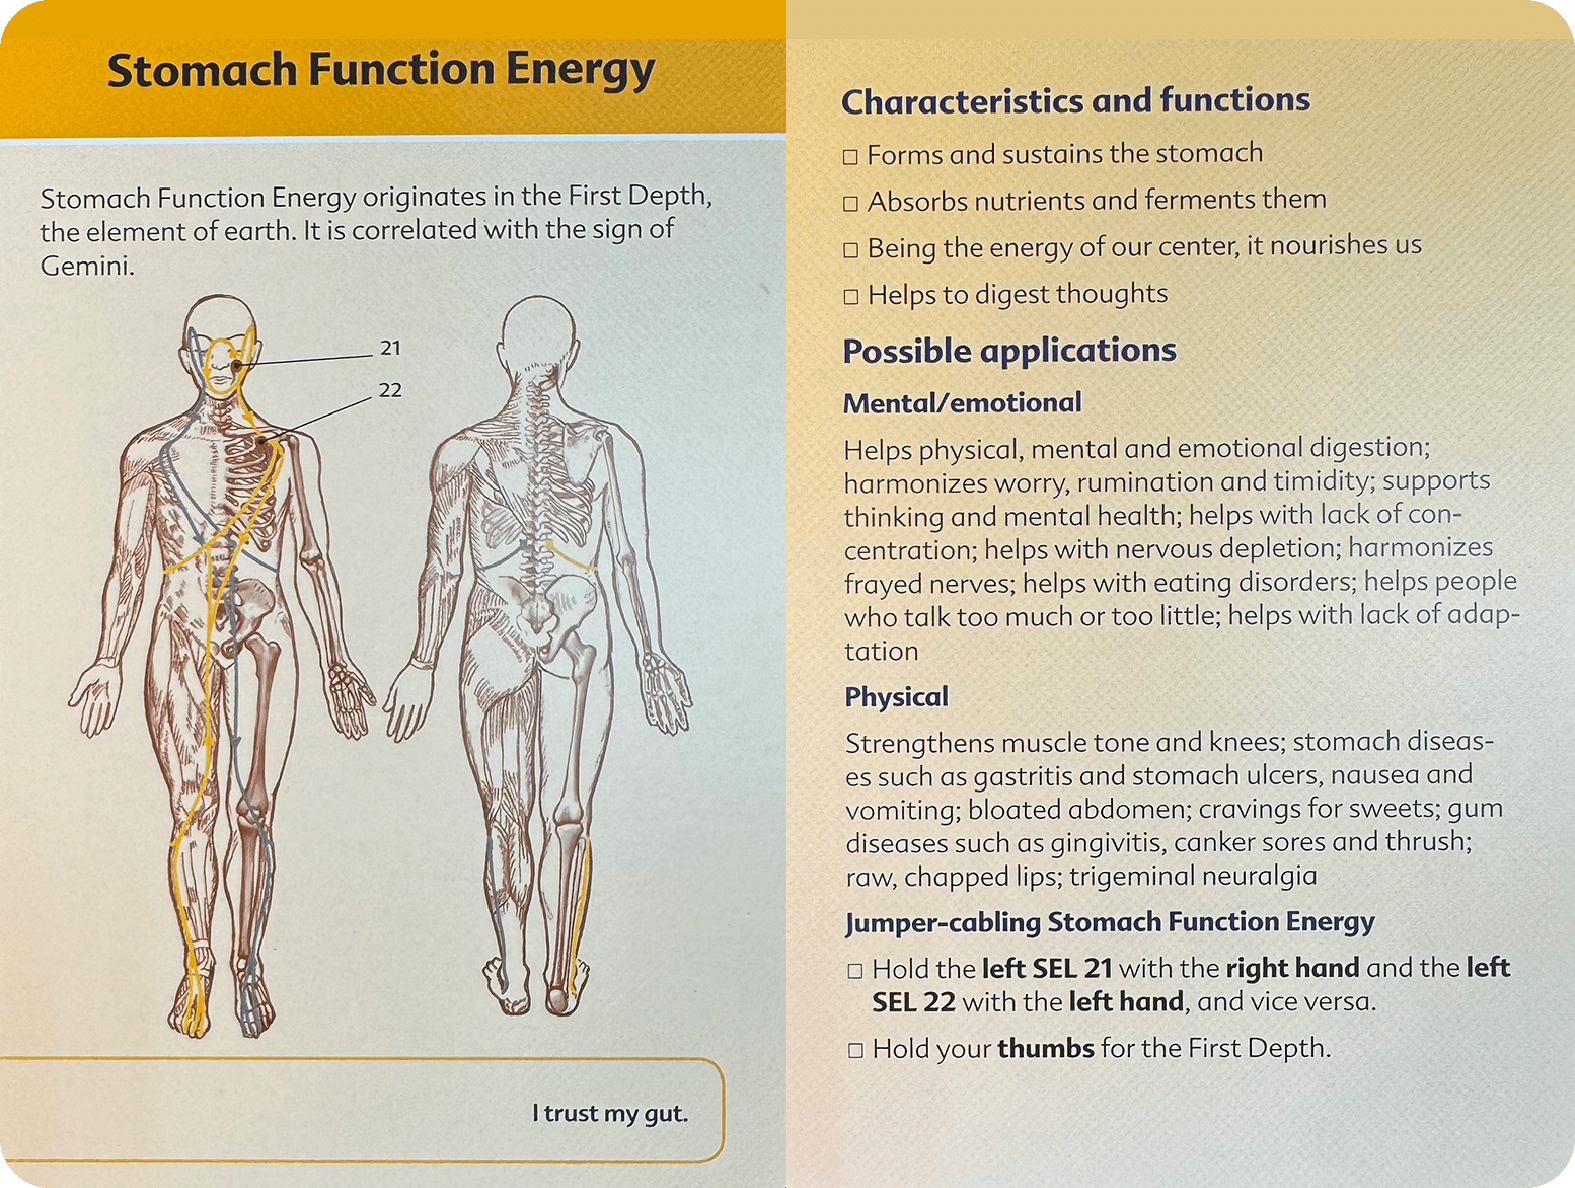 Stomach Function Energy
Stomach Function Energy originates in the First Depth,
the element of earth. It is correlated with the sign of
Gemini.
21
22
I trust my gut.
Characteristics and functions
□ Forms and sustains the stomach
□ Absorbs nutrients and ferments them
□ Being the energy of our center, it nourishes us
□ Helps to digest thoughts
Possible applications
Mental/emotional
Helps physical, mental and emotional digestion;
harmonizes worry, rumination and timidity; supports
thinking and mental health; helps with lack of con-
centration; helps with nervous depletion; harmonizes
frayed nerves; helps with eating disorders; helps people
who talk too much or too little; helps with lack of adap-
tation
Physical
Strengthens muscle tone and knees; stomach diseas-
es such as gastritis and stomach ulcers, nausea and
vomiting; bloated abdomen; cravings for sweets; gum
diseases such as gingivitis, canker sores and thrush;
raw, chapped lips; trigeminal neuralgia
Jumper-cabling Stomach Function Energy
□ Hold the left SEL 21 with the right hand and the left
SEL 22 with the left hand, and vice versa.
□ Hold your thumbs for the First Depth.